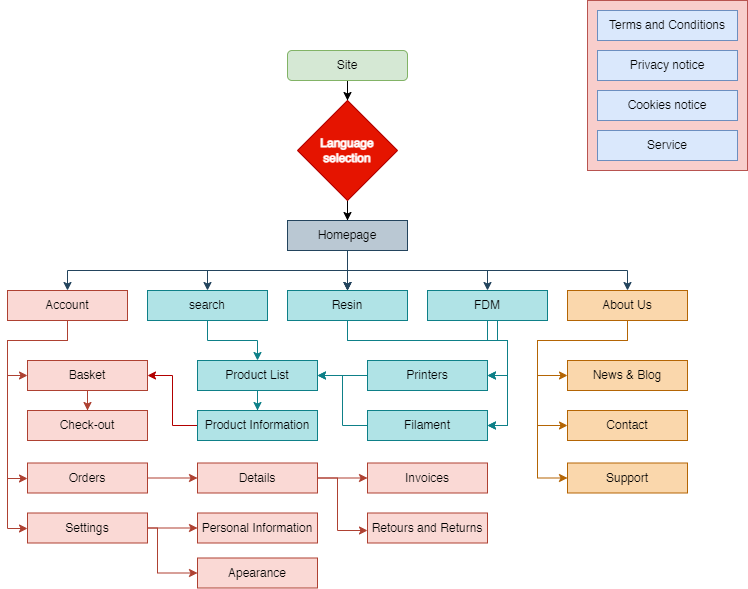 Terms and Conditions
Privacy notice
Cookies notice
Service
Site
Language
selection
Homepage
Account
search
Resin
FDM
About Us
Basket
Product List
Printers
News & Blog
Check-out
Product Information
Filament
Contact
Orders
Details
Invoices
Support
Settings
Personal Information
Retours and Returns
Apearance